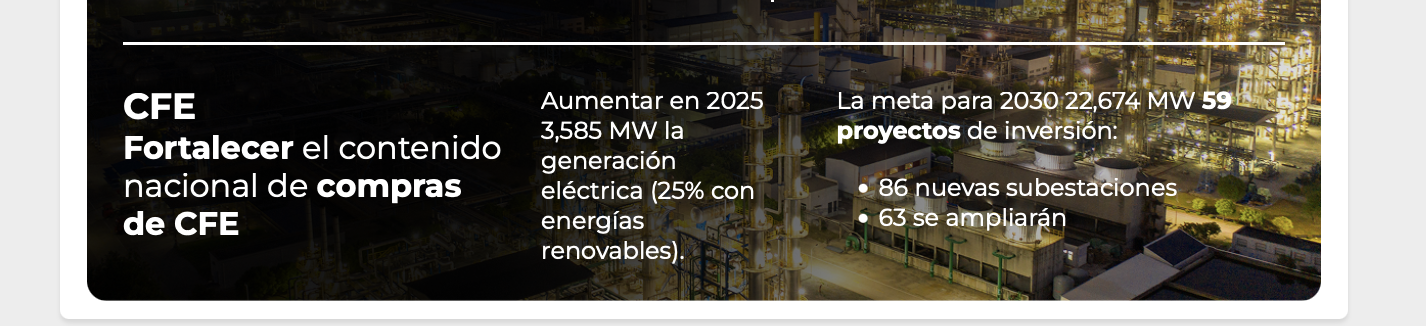 CFE
Fortalecer el contenido
nacional de compras
de CFE
Aumentar en 2025
3,585 MW la
generación
eléctrica (25% con
energías
renovables).
La meta para 2030 22,674 MW 59
proyectos de inversión:
• 86 nuevas subestaciones
• 63 se ampliarán